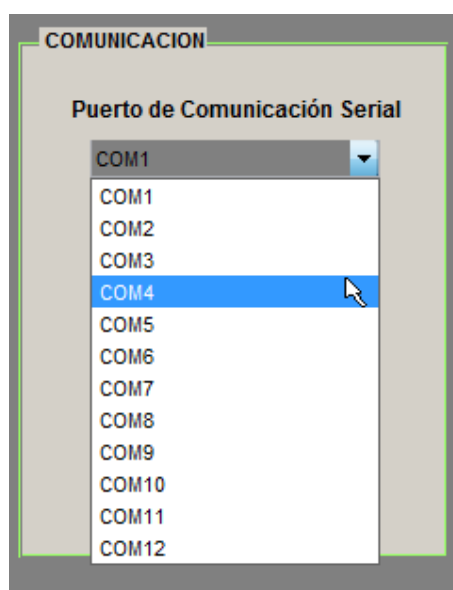 COMUNICACION
Puerto de Comunicación Serial
COM1
COM1
COM2
COM3
COM4
COM5
COM6
COM7
COM8
COM9
COM10
COM11
COM12